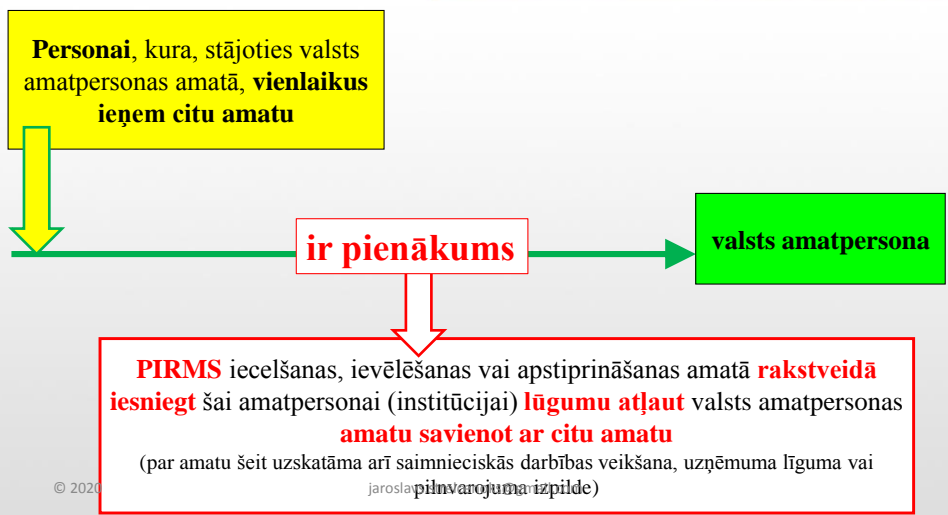 Personai, kura, stājoties valsts
amatpersonas amatā, vienlaikus
ieņem citu amatu
ir pienākums
valsts amatpersona
PIRMS iecelšanas, ievēlēšanas vai apstiprināšanas amatā rakstveidā
iesniegt šai amatpersonai (institūcijai) lūgumu atļaut valsts amatpersonas
amatu savienot ar citu amatu
(par amatu šeit uzskatāma arī saimnieciskās darbības veikšana, uzņēmuma līguma vai
pilnvarojuma izpilde)
© 2020